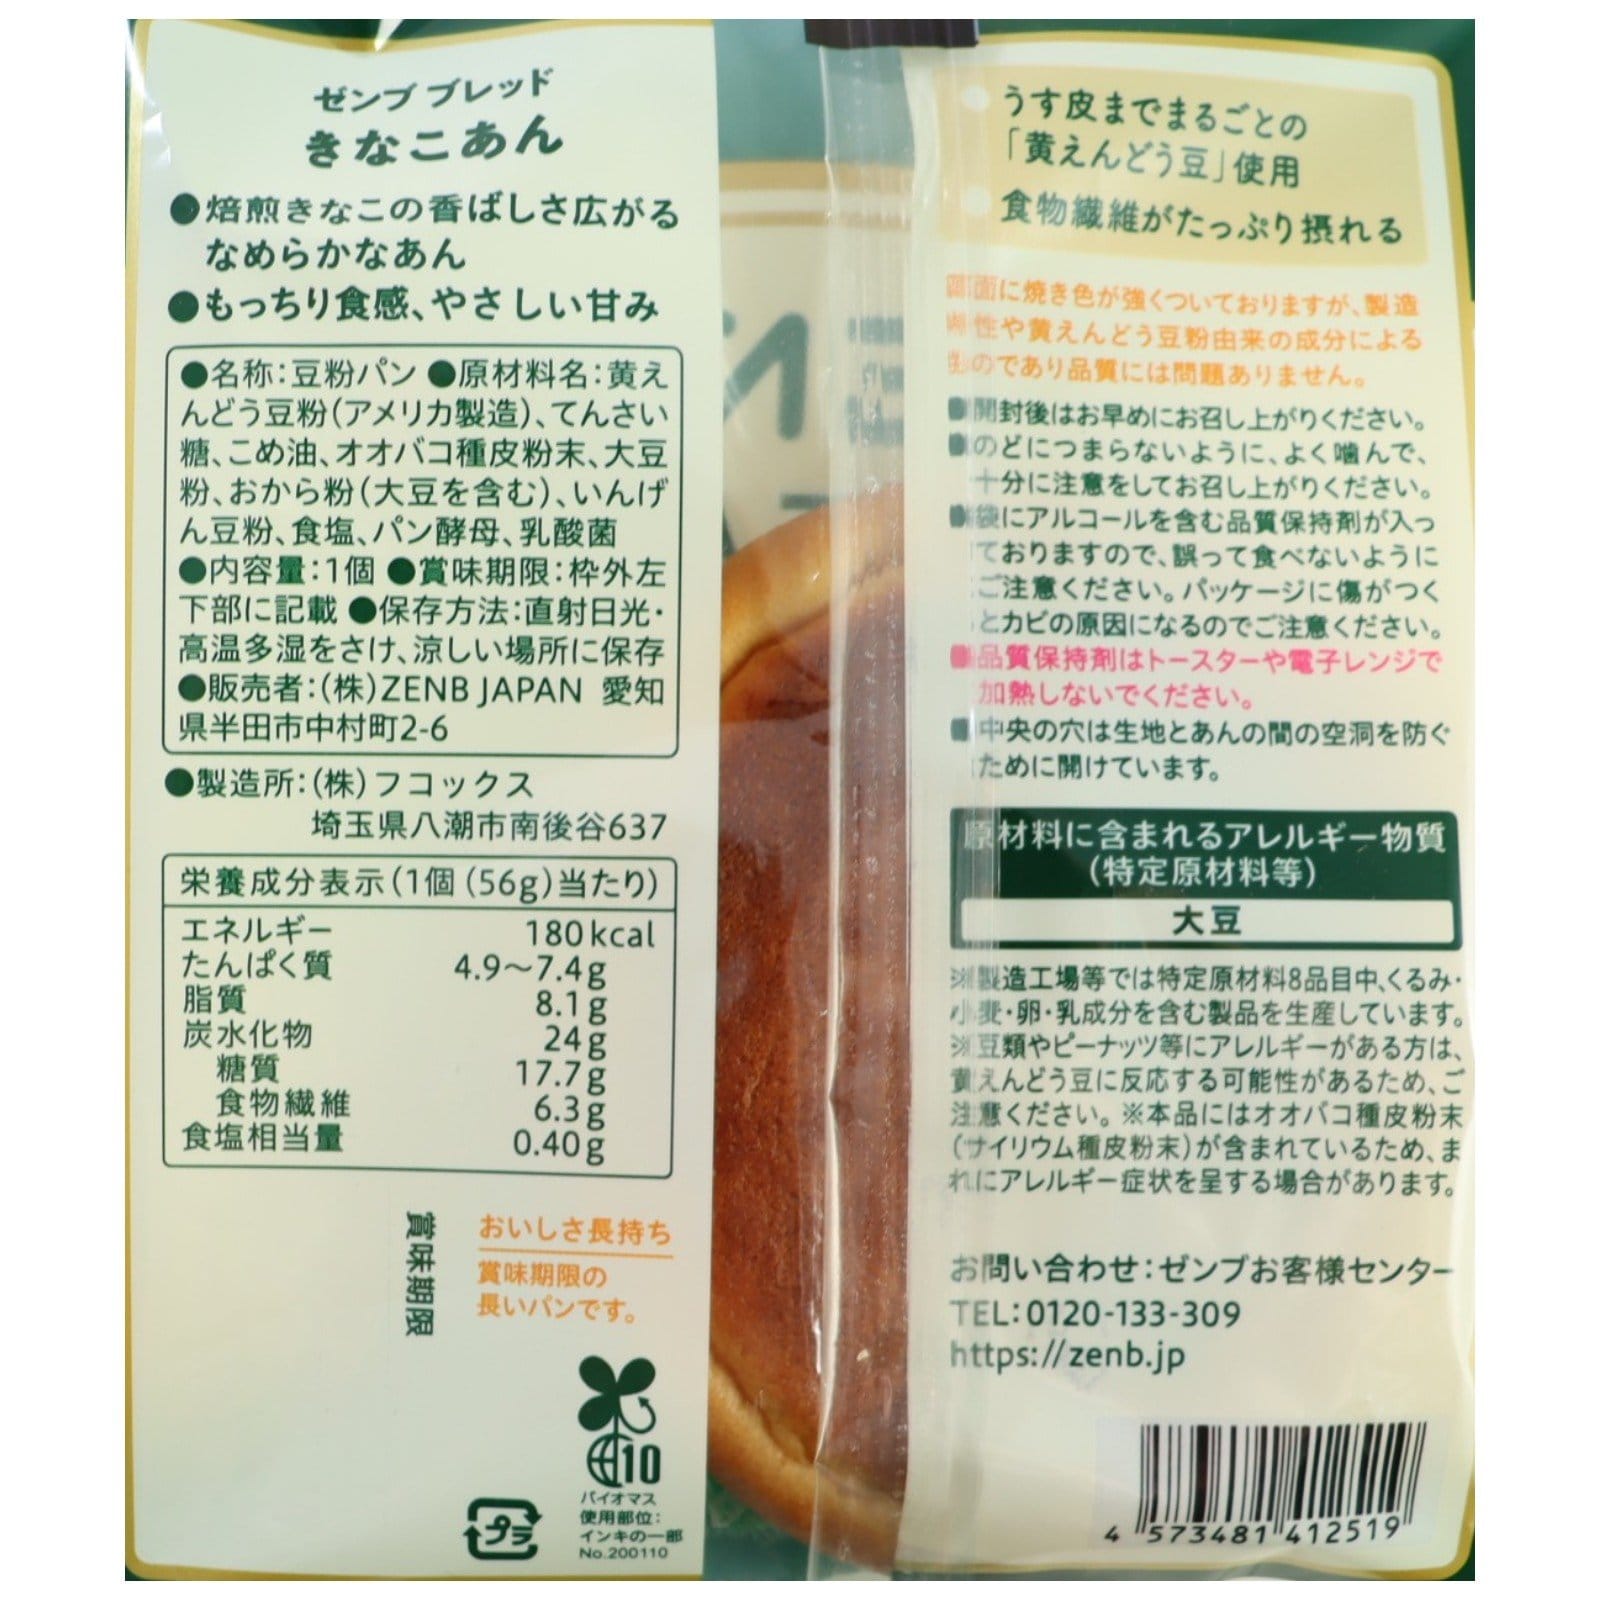 ゼンブ ブレッド
きなこあん
●焙煎きなこの香ばしさ広がる
なめらかなあん
●もっちり食感、やさしい甘み
●名称:豆粉パン ●原材料名:黄え
んどう豆粉(アメリカ製造)、てんさい
糖、こめ油、オオバコ種皮粉末、大豆
粉、おから粉(大豆を含む)、いんげ
ん豆粉、食塩、パン酵母、乳酸菌
●内容量:1個 ●賞味期限:枠外左
下部に記載 ●保存方法:直射日光・
高温多湿をさけ、涼しい場所に保存
●販売者:(株)ZENB JAPAN 愛知
県半田市中村町2-6
●製造所:(株)フコックス
埼玉県八潮市南後谷637
栄養成分表示(1個(56g)当たり)
エネルギー 180kcal
たんぱく質 4.9〜7.4g
脂質 8.1g
炭水化物 24g
糖質 17.7g
食物繊維 6.3g
食塩相当量 0.40g
賞味期限
おいしさ長持ち
賞味期限の
長いパンです。
10
バイオマス
使用部位:
インキの一部
No.200110
プラ
うす皮までまるごとの
「黄えんどう豆」使用
食物繊維がたっぷり摂れる
面に焼き色が強くついておりますが、製造
性や黄えんどう豆粉由来の成分による
のであり品質には問題ありません。
開封後はお早めにお召し上がりください。
のどにつまらないように、よく噛んで、
十分に注意をしてお召し上がりください。
袋にアルコールを含む品質保持剤が入っ
ておりますので、誤って食べないように
ご注意ください。パッケージに傷がつく
とカビの原因になるのでご注意ください。
品質保持剤はトースターや電子レンジで
加熱しないでください。
中央の穴は生地とあんの間の空洞を防ぐ
ために開けています。
原材料に含まれるアレルギー物質
(特定原材料等)
大豆
※製造工場等では特定原材料8品目中、くるみ・
小麦・卵・乳成分を含む製品を生産しています。
※豆類やピーナッツ等にアレルギーがある方は、
黄えんどう豆に反応する可能性があるため、ご
注意ください。※本品にはオオバコ種皮粉末
(サイリウム種皮粉末)が含まれているため、ま
れにアレルギー症状を呈する場合があります。
お問い合わせ:ゼンブお客様センター
TEL:0120-133-309
https://zenb.jp
4 573481 412519